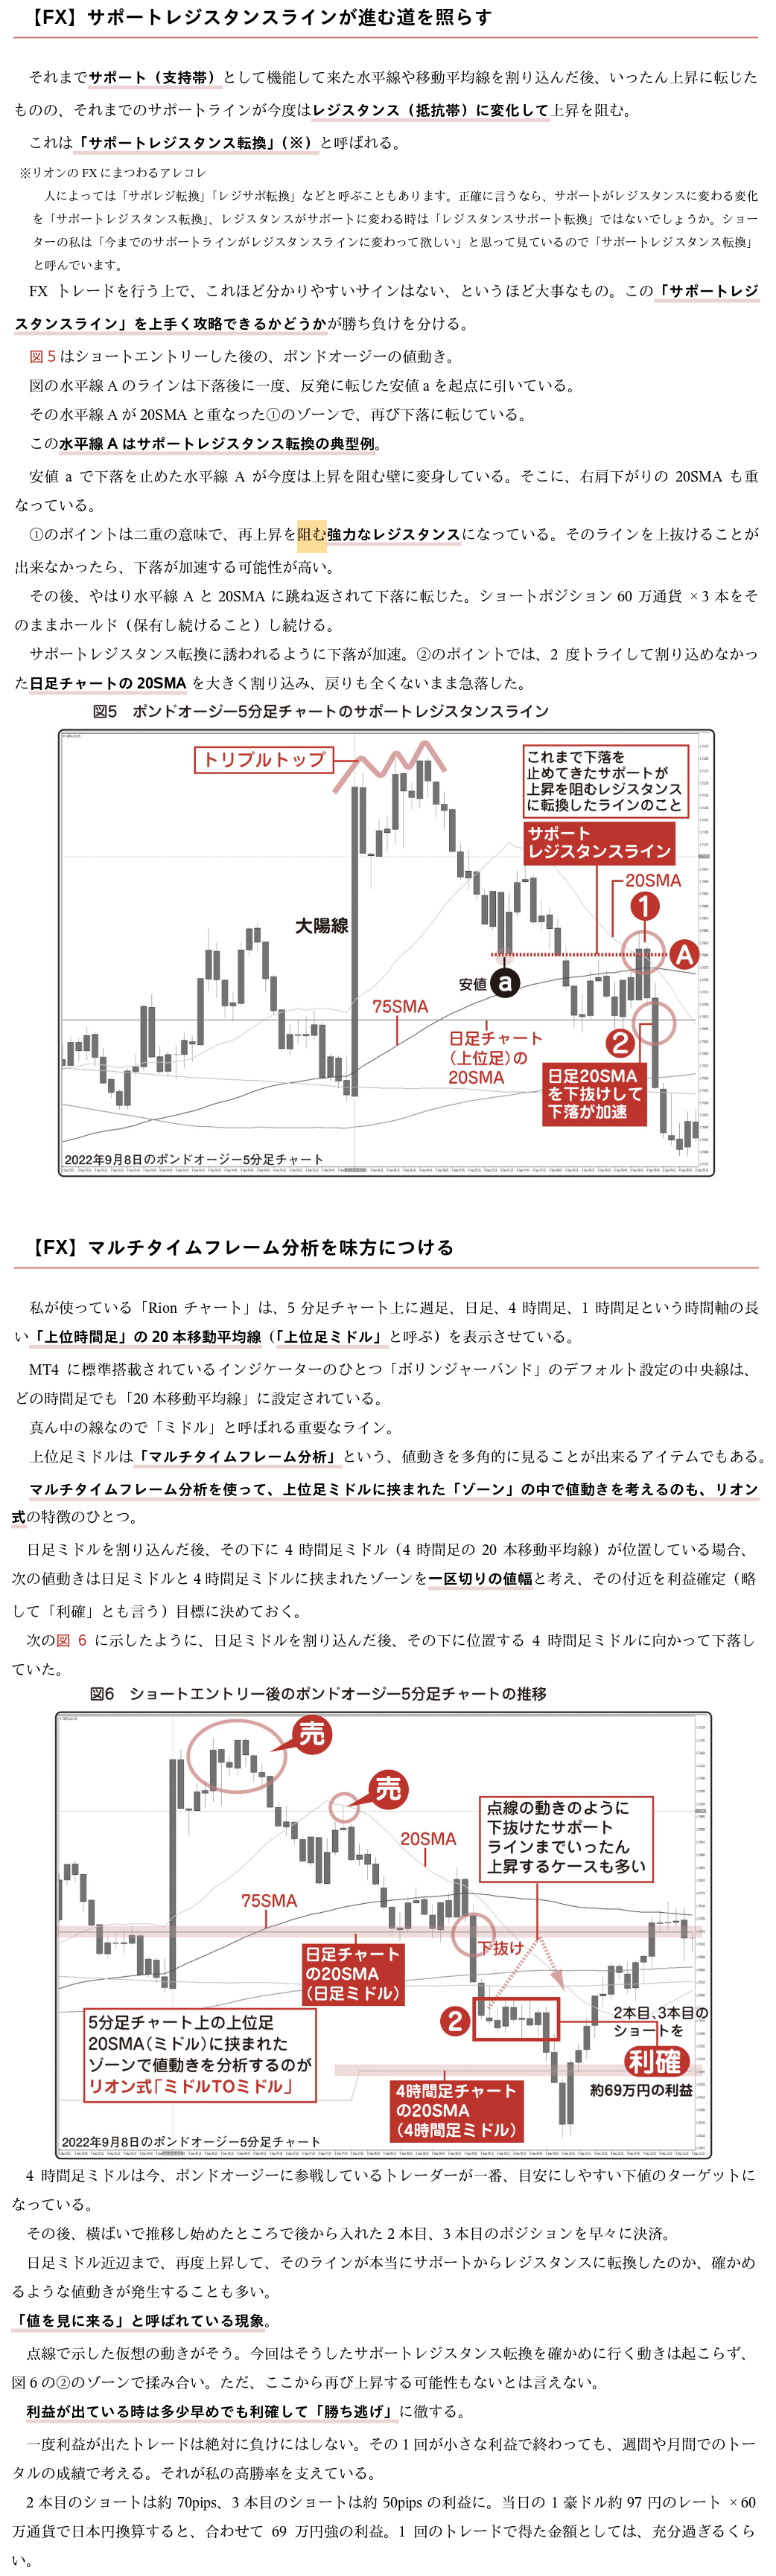 【FX】サポートレジスタンスラインが進む道を照らす
それまでサポート（支持帯）として機能して来た水平線や移動平均線を割り込んだ後、いったん上昇に転じた
ものの、それまでのサポートラインが今度はレジスタンス（抵抗帯）に変化して上昇を阻む。
これは「サポートレジスタンス転換」（※）と呼ばれる。
※リオンの FX にまつわるアレコレ
人によっては「サポレジ転換」「レジサポ転換」などと呼ぶこともあります。正確に言うなら、サポートがレジスタンスに変わる変化
を「サポートレジスタンス転換」、レジスタンスがサポートに変わる時は「レジスタンスサポート転換」ではないでしょうか。ショー
ターの私は「今までのサポートラインがレジスタンスラインに変わって欲しい」と思って見ているので「サポートレジスタンス転換」
と呼んでいます。
FX トレードを行う上で、これほど分かりやすいサインはない、というほど大事なもの。この「サポートレジ
スタンスライン」を上手く攻略できるかどうかが勝ち負けを分ける。
図 5 はショートエントリーした後の、ポンドオージーの値動き。
図の水平線 A のラインは下落後に一度、反発に転じた安値 a を起点に引いている。
その水平線 A が 20SMA と重なった①のゾーンで、再び下落に転じている。
この水平線 A はサポートレジスタンス転換の典型例。
安値 a で下落を止めた水平線 A が今度は上昇を阻む壁に変身している。そこに、右肩下がりの 20SMA も重
なっている。
①のポイントは二重の意味で、再上昇を阻む強力なレジスタンスになっている。そのラインを上抜けることが
出来なかったら、下落が加速する可能性が高い。
その後、やはり水平線 A と 20SMA に跳ね返されて下落に転じた。ショートポジション 60 万通貨 ×3 本をそ
のままホールド（保有し続けること）し続ける。
サポートレジスタンス転換に誘われるように下落が加速。②のポイントでは、2 度トライして割り込めなかっ
た日足チャートの 20SMA を大きく割り込み、戻りも全くないまま急落した。
図5　ポンドオージー5分足チャートのサポートレジスタンスライン
トリプルトップ
これまで下落を
止めてきたサポートが
上昇を阻むレジスタンス
に転換したラインのこと
サポート
レジスタンスライン
20SMA
1
大陽線
A
安値 a
75SMA
日足チャート
（上位足）の
20SMA
2
日足20SMA
を下抜けして
下落が加速
2022年9月8日のポンドオージー5分足チャート
【FX】マルチタイムフレーム分析を味方につける
私が使っている「Rion チャート」は、5 分足チャート上に週足、日足、4 時間足、1 時間足という時間軸の長
い「上位時間足」の 20 本移動平均線（「上位足ミドル」と呼ぶ）を表示させている。
MT4 に標準搭載されているインジケーターのひとつ「ボリンジャーバンド」のデフォルト設定の中央線は、
どの時間足でも「20 本移動平均線」に設定されている。
真ん中の線なので「ミドル」と呼ばれる重要なライン。
上位足ミドルは「マルチタイムフレーム分析」という、値動きを多角的に見ることが出来るアイテムでもある。
マルチタイムフレーム分析を使って、上位足ミドルに挟まれた「ゾーン」の中で値動きを考えるのも、リオン
式の特徴のひとつ。
日足ミドルを割り込んだ後、その下に 4 時間足ミドル（4 時間足の 20 本移動平均線）が位置している場合、
次の値動きは日足ミドルと 4 時間足ミドルに挟まれたゾーンを一区切りの値幅と考え、その付近を利益確定（略
して「利確」とも言う）目標に決めておく。
次の図 6 に示したように、日足ミドルを割り込んだ後、その下に位置する 4 時間足ミドルに向かって下落し
ていた。
図6　ショートエントリー後のポンドオージー5分足チャートの推移
売
売
点線の動きのように
下抜けたサポート
ラインまでいったん
上昇するケースも多い
20SMA
75SMA
下抜け
日足チャート
の20SMA
（日足ミドル）
2
5分足チャート上の上位足
20SMA（ミドル）に挟まれた
ゾーンで値動きを分析するのが
リオン式「ミドルTOミドル」
2本目、3本目の
ショートを
利確
約69万円の利益
4時間足チャート
の20SMA
（4時間足ミドル）
2022年9月8日のポンドオージー5分足チャート
4 時間足ミドルは今、ポンドオージーに参戦しているトレーダーが一番、目安にしやすい下値のターゲットに
なっている。
その後、横ばいで推移し始めたところで後から入れた 2 本目、3 本目のポジションを早々に決済。
日足ミドル近辺まで、再度上昇して、そのラインが本当にサポートからレジスタンスに転換したのか、確かめ
るような値動きが発生することも多い。
「値を見に来る」と呼ばれている現象。
点線で示した仮想の動きがそう。今回はそうしたサポートレジスタンス転換を確かめに行く動きは起こらず、
図 6 の②のゾーンで揉み合い。ただ、ここから再び上昇する可能性もないとは言えない。
利益が出ている時は多少早めでも利確して「勝ち逃げ」に徹する。
一度利益が出たトレードは絶対に負けにはしない。その 1 回が小さな利益で終わっても、週間や月間でのトー
タルの成績で考える。それが私の高勝率を支えている。
2 本目のショートは約 70pips、3 本目のショートは約 50pips の利益に。当日の 1 豪ドル約 97 円のレート ×60
万通貨で日本円換算すると、合わせて 69 万円強の利益。1 回のトレードで得た金額としては、充分過ぎるくら
い。